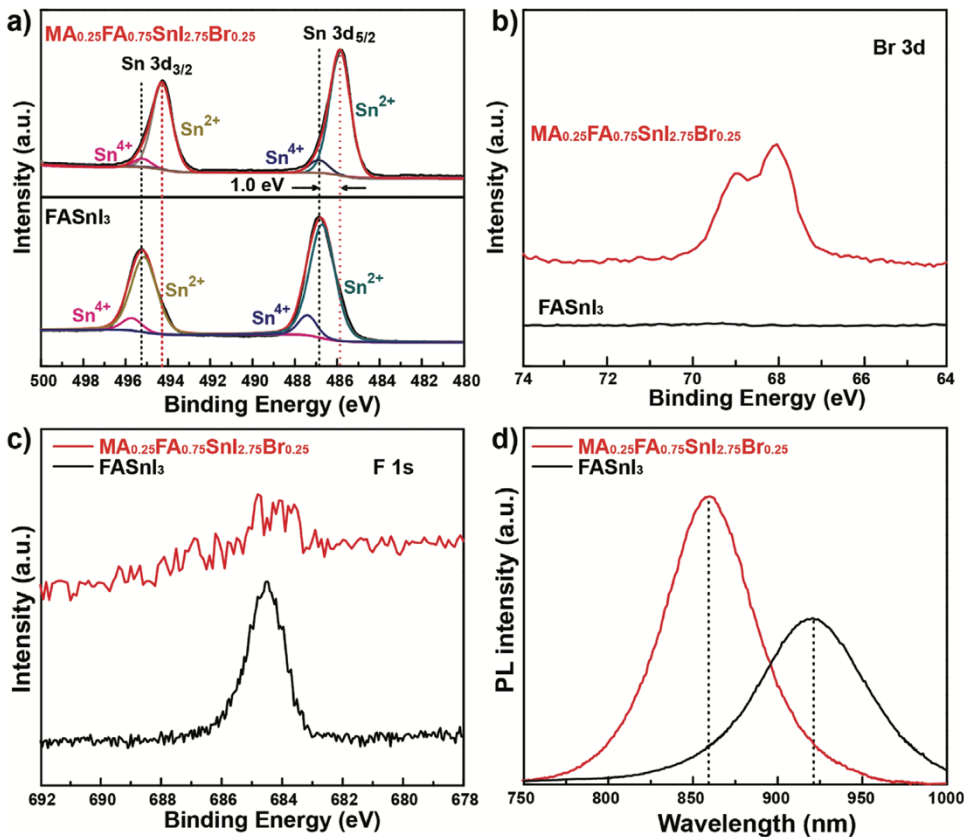 a)
MA₀.₂₅FA₀.₇₅SnI₂.₇₅Br₀.₂₅
Sn 3d₃/₂
Sn 3d₅/₂
Sn⁴⁺
Sn²⁺
Sn⁴⁺
Sn²⁺
1.0 eV
FASnI₃
Sn⁴⁺
Sn²⁺
Sn⁴⁺
Sn²⁺
Intensity (a.u.)
500 498 496 494 492 490 488 486 484 482 480
Binding Energy (eV)
b)
Br 3d
MA₀.₂₅FA₀.₇₅SnI₂.₇₅Br₀.₂₅
FASnI₃
Intensity (a.u.)
74 72 70 68 66 64
Binding Energy (eV)
c)
MA₀.₂₅FA₀.₇₅SnI₂.₇₅Br₀.₂₅
FASnI₃
F 1s
Intensity (a.u.)
692 690 688 686 684 682 680 678
Binding Energy (eV)
d)
MA₀.₂₅FA₀.₇₅SnI₂.₇₅Br₀.₂₅
FASnI₃
PL intensity (a.u.)
750 800 850 900 950 1000
Wavelength (nm)